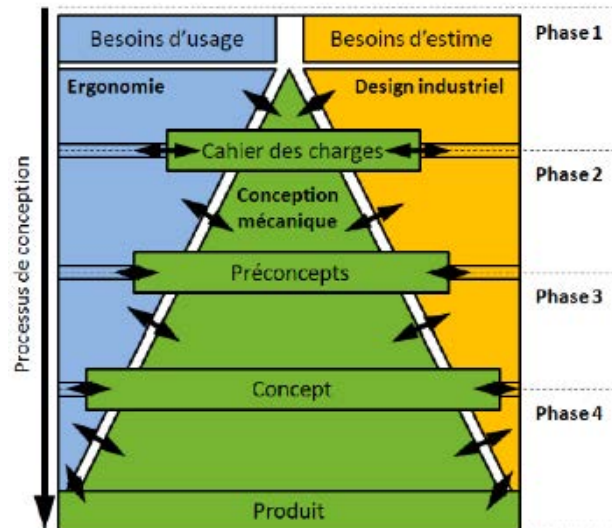 Besoins d'usage
Besoins d'estime
Phase 1
Ergonomie
Design industriel
Cahier des charges
Phase 2
Conception
mécanique
Préconcepts
Phase 3
Concept
Phase 4
Produit
Processus de conception